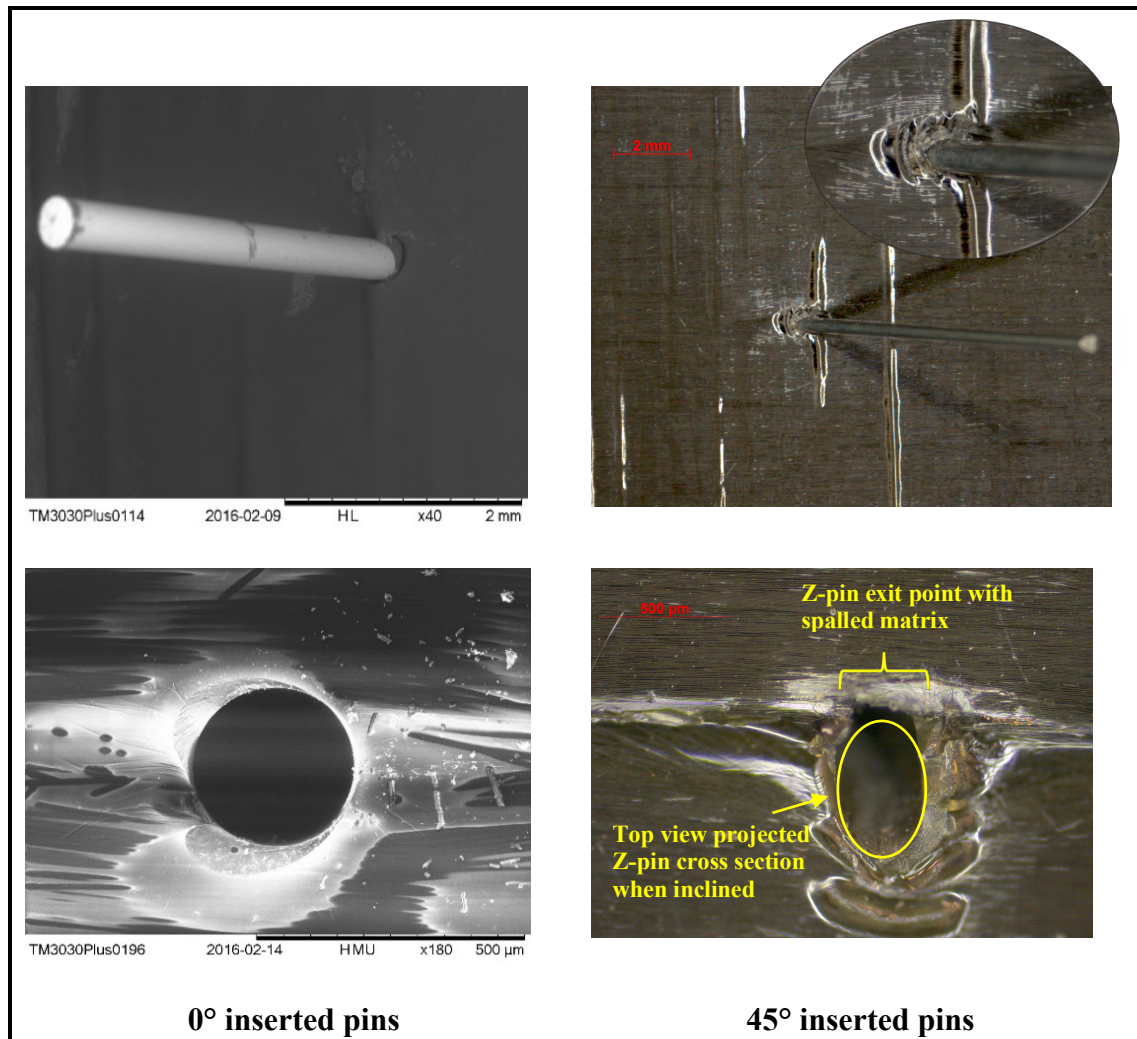 2 mm
TM3030Plus0114 2016-02-09 HL x40 2 mm
500 µm
Z-pin exit point with
spalled matrix
Top view projected
Z-pin cross section
when inclined
TM3030Plus0196 2016-02-14 HMU x180 500 µm
0° inserted pins
45° inserted pins